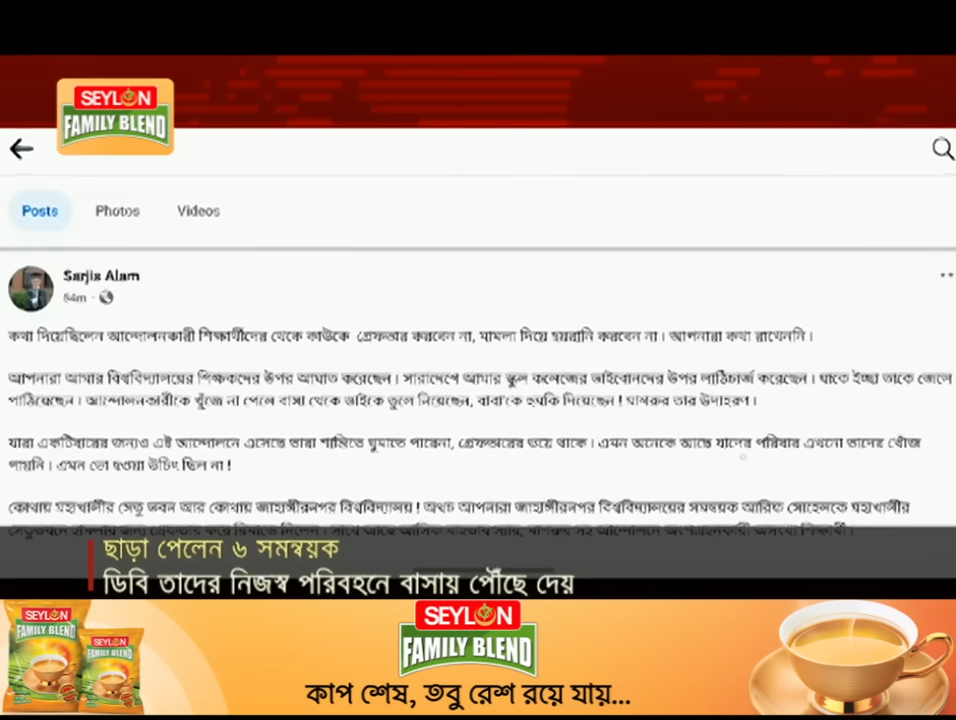 SEYLON
FAMILY BLEND
Posts
Photos
Videos
Sarjis Alam
54m
কথা দিয়েছিলেন আন্দোলনকারী শিক্ষার্থীদের থেকে কাউকে গ্রেফতার করবেন না, মামলা দিয়ে হয়রানি করবেন না। আপনারা কথা রাখেননি।
আপনারা আমার বিশ্ববিদ্যালয়ের শিক্ষকদের উপর আঘাত করেছেন। সারাদেশে আমার স্কুল কলেজের ভাইবোনদের উপর লাঠিচার্জ করেছেন। যাকে ইচ্ছা তাকে জেলে
পাঠিয়েছেন। আন্দোলনকারীকে খুঁজে না পেলে বাসা থেকে ভাইকে তুলে নিয়েছেন, বাবাকে হুমকি দিয়েছেন! মাশরুর তার উদাহরণ।
যারা একটিবারের জন্যও এই আন্দোলনে এসেছে তারা শান্তিতে ঘুমাতে পারেনা, গ্রেফতারের ভয়ে থাকে। এমন অনেকে আছে যাদের পরিবার এখনো তাদের খোঁজ
পায়নি। এমন তো হওয়া উচিৎ ছিল না!
কোথায় মহাখালীর সেতু ভবন আর কোথায় জাহাঙ্গীরনগর বিশ্ববিদ্যালয়! অথচ আপনারা জাহাঙ্গীরনগর বিশ্ববিদ্যালয়ের সমন্বয়ক আরিফ সোহেলকে মহাখালীর
ছাড়া পেলেন ৬ সমন্বয়ক
ডিবি তাদের নিজস্ব পরিবহনে বাসায় পৌঁছে দেয়
SEYLON
FAMILY BLEND
SEYLON
FAMILY BLEND
SEYLON
FAMILY BLEND
কাপ শেষ, তবু রেশ রয়ে যায়...